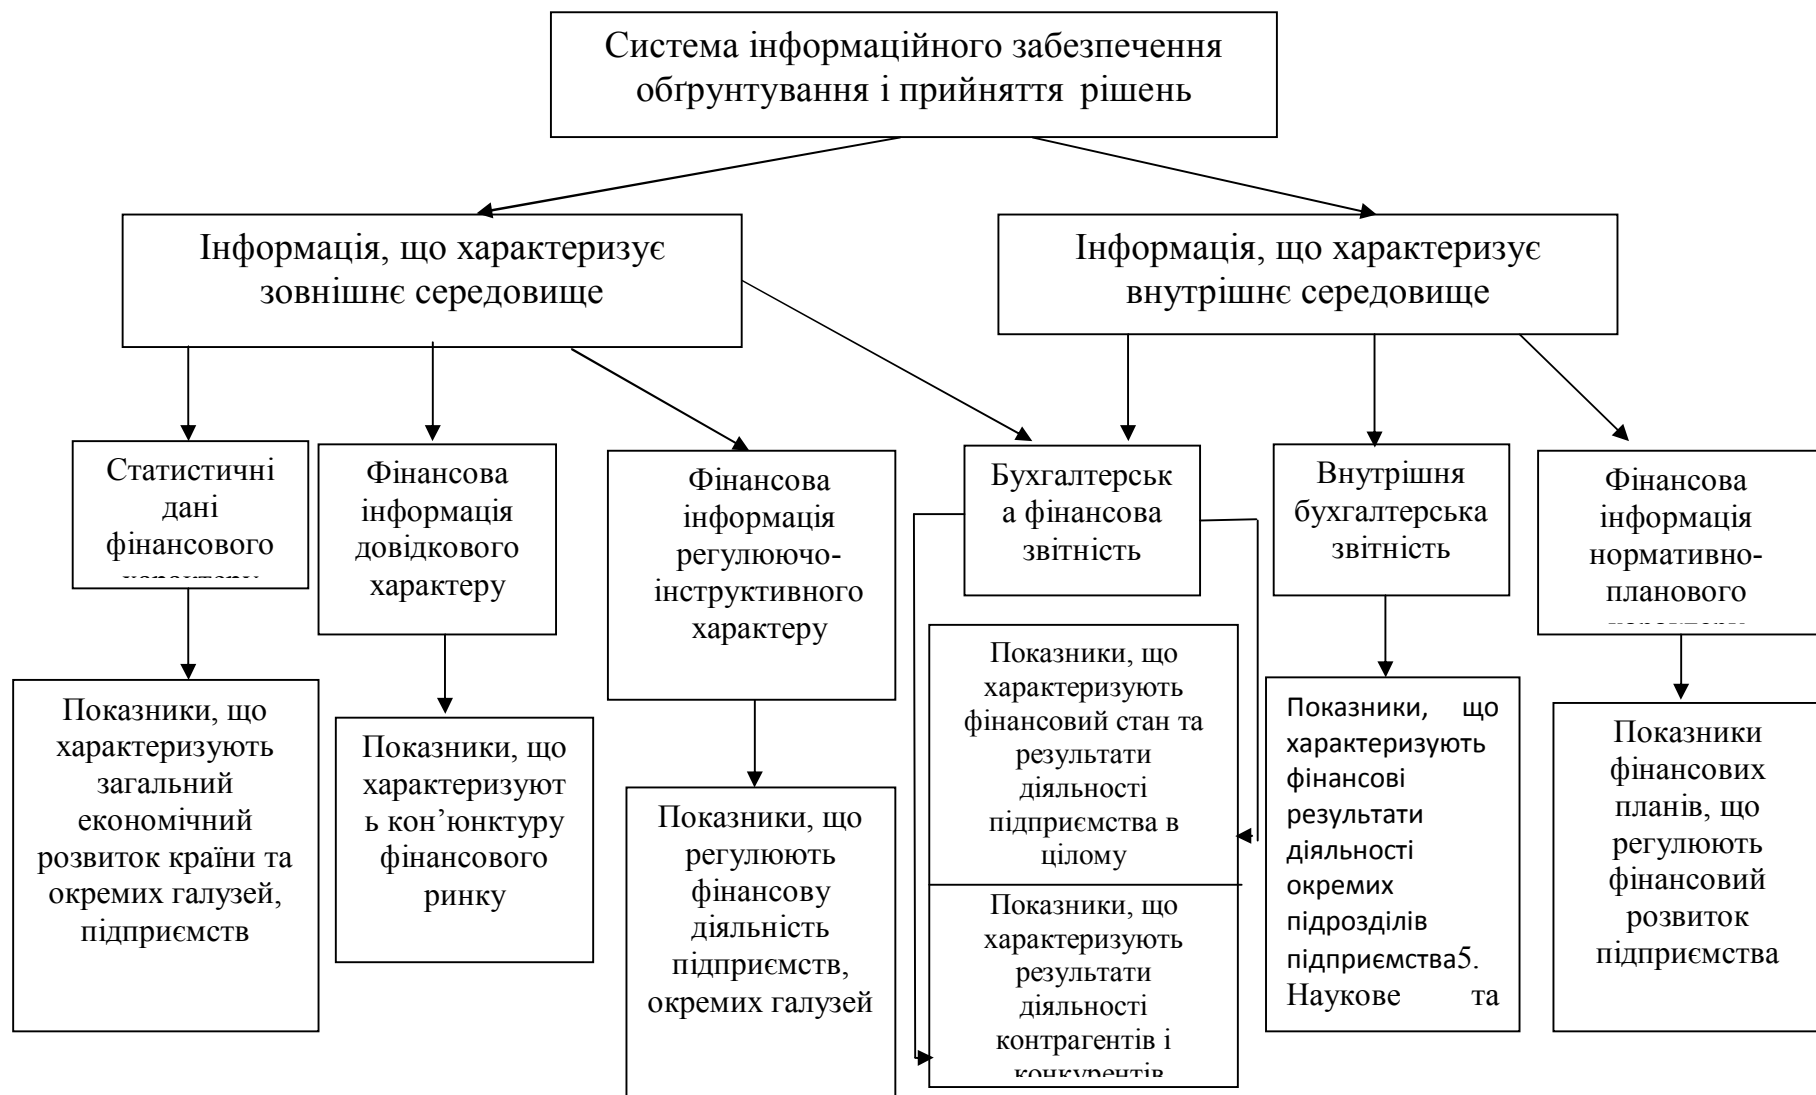 Система інформаційного забезпечення
обґрунтування і прийняття рішень
Інформація, що характеризує
зовнішнє середовище
Інформація, що характеризує
внутрішнє середовище
Статистичні
дані
фінансового
характеру
Фінансова
інформація
довідкового
характеру
Фінансова
інформація
регулюючо-
інструктивного
характеру
Бухгалтерськ
а фінансова
звітність
Внутрішня
бухгалтерська
звітність
Фінансова
інформація
нормативно-
планового
Показники, що
характеризують
загальний
економічний
розвиток країни та
окремих галузей,
підприємств
Показники, що
характеризуют
ь кон’юнктуру
фінансового
ринку
Показники, що
регулюють
фінансову
діяльність
підприємств,
окремих галузей
Показники, що
характеризують
фінансовий стан та
результати
діяльності
підприємства в
цілому
Показники, що
характеризують
результати
діяльності
контрагентів і
конкурентів
Показники, що
характеризують
фінансові
результати
діяльності
окремих
підрозділів
підприємства5.
Наукове та
Показники
фінансових
планів, що
регулюють
фінансовий
розвиток
підприємства